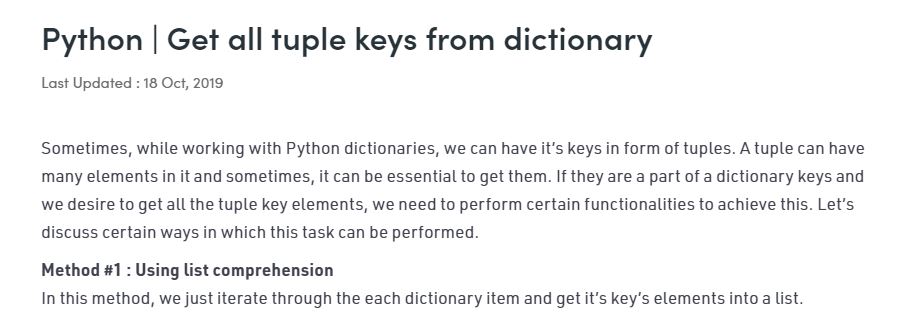 Python | Get all tuple keys from dictionary
Last Updated : 18 Oct, 2019
Sometimes, while working with Python dictionaries, we can have it’s keys in form of tuples. A tuple can have
many elements in it and sometimes, it can be essential to get them. If they are a part of a dictionary keys and
we desire to get all the tuple key elements, we need to perform certain functionalities to achieve this. Let’s
discuss certain ways in which this task can be performed.
Method #1 : Using list comprehension
In this method, we just iterate through the each dictionary item and get it’s key’s elements into a list.